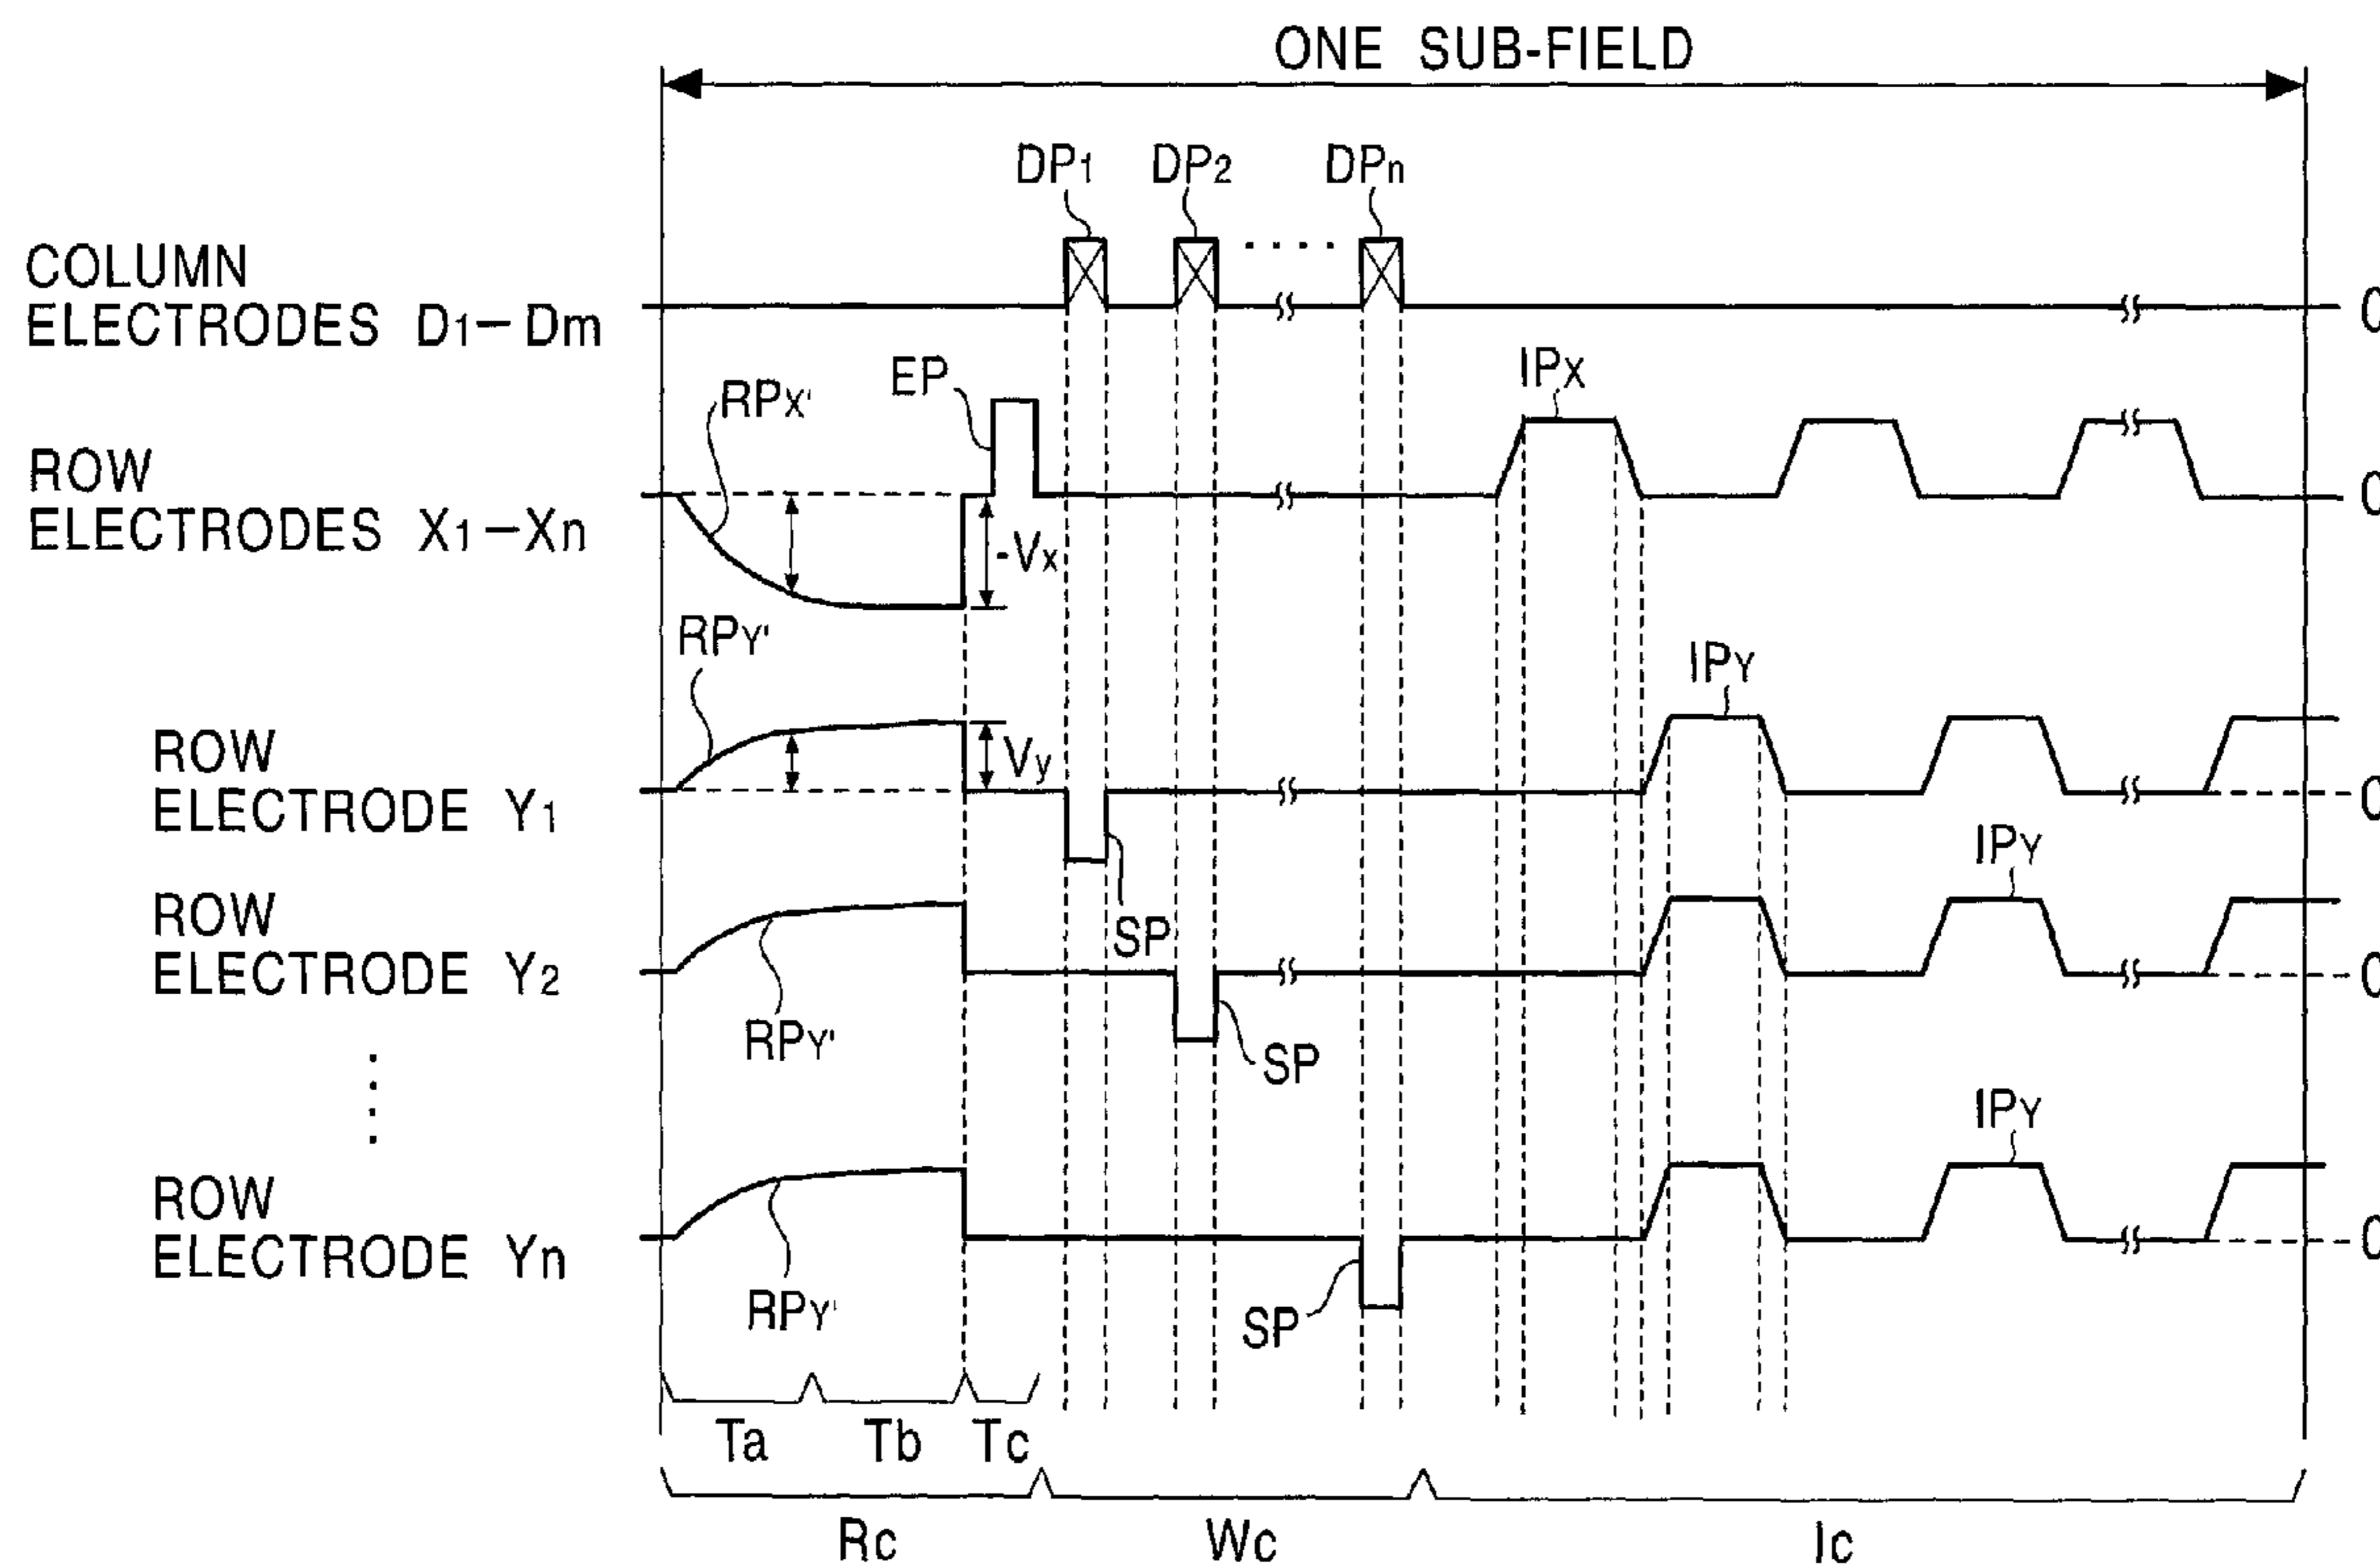 ONE SUB-FIELD
DP1 DP2 DPn
....
COLUMN
ELECTRODES D1-Dm
0
EP
IPX
RPX'
ROW
ELECTRODES X1-Xn
0
-Vx
RPY'
IPY
ROW
ELECTRODE Y1
Vy
0
SP
IPY
ROW
ELECTRODE Y2
0
RPY'
SP
IPY
ROW
ELECTRODE Yn
0
RPY'
SP
Ta Tb Tc
Rc Wc Ic